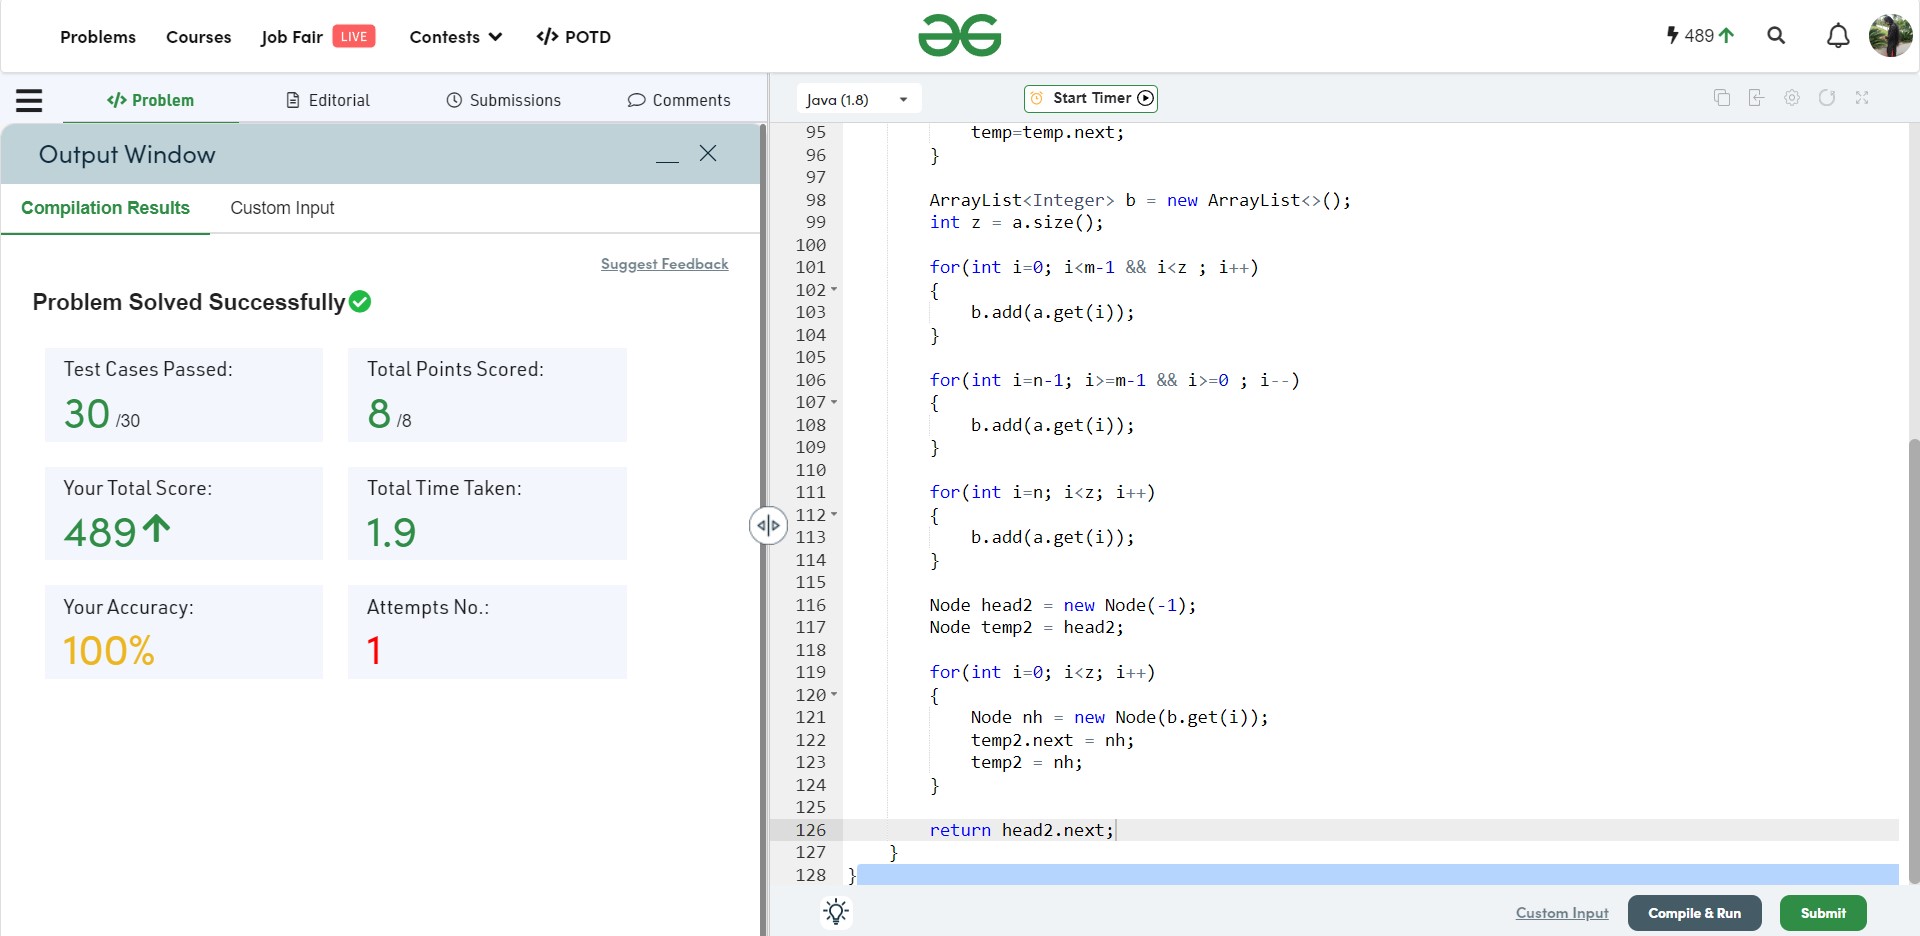 Problems Courses Job Fair LIVE Contests </> POTD 489
</> Problem Editorial Submissions Comments
Output Window
Compilation Results Custom Input
Suggest Feedback
Problem Solved Successfully
Test Cases Passed: Total Points Scored:
30 /30 8 /8
Your Total Score: Total Time Taken:
489 1.9
Your Accuracy: Attempts No.:
100% 1
Java (1.8) Start Timer
95 temp=temp.next;
96 }
97
98 ArrayList<Integer> b = new ArrayList<>();
99 int z = a.size();
100
101 for(int i=0; i<m-1 && i<z ; i++)
102 {
103 b.add(a.get(i));
104 }
105
106 for(int i=n-1; i>=m-1 && i>=0 ; i--)
107 {
108 b.add(a.get(i));
109 }
110
111 for(int i=n; i<z; i++)
112 {
113 b.add(a.get(i));
114 }
115
116 Node head2 = new Node(-1);
117 Node temp2 = head2;
118
119 for(int i=0; i<z; i++)
120 {
121 Node nh = new Node(b.get(i));
122 temp2.next = nh;
123 temp2 = nh;
124 }
125
126 return head2.next;
127 }
128 }
Custom Input Compile & Run Submit